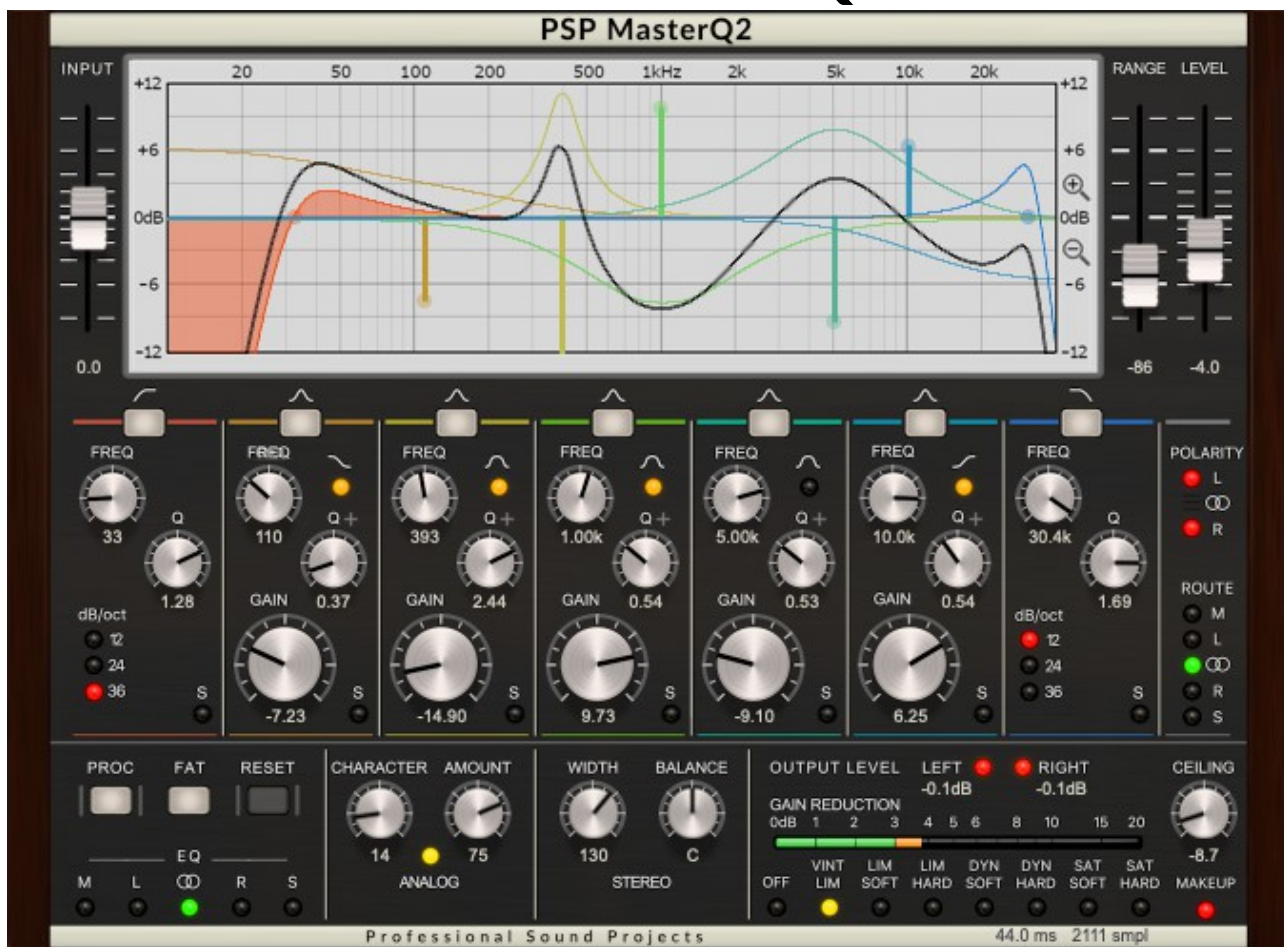 PSP MasterQ2
INPUT 20 50 100 200 500 1kHz 2k 5k 10k 20k RANGE LEVEL
+12 +12
+6 +6
0dB 0dB
-6 -6
-12 -12
0.0 -86 -4.0
FREQ FREQ FREQ FREQ FREQ FREQ FREQ POLARITY
L
Q Q + Q + Q + Q + Q + Q
33 110 393 1.00k 5.00k 10.0k 30.4k R
1.28 0.37 2.44 0.54 0.53 0.54 1.69
GAIN GAIN GAIN GAIN GAIN
dB/oct dB/oct ROUTE
12 12 M
24 24 L
36 36
S S S S S S S R
-7.23 -14.90 9.73 -9.10 6.25 S
PROC FAT RESET CHARACTER AMOUNT WIDTH BALANCE OUTPUT LEVEL LEFT RIGHT CEILING
-0.1dB -0.1dB
GAIN REDUCTION
0dB 1 2 3 4 5 6 8 10 15 20
14 75 130 C -8.7
EQ ANALOG STEREO
M L R S
OFF VINT LIM LIM SOFT LIM HARD DYN SOFT DYN HARD SAT SOFT SAT HARD MAKEUP
Professional Sound Projects 44.0 ms 2111 smpl